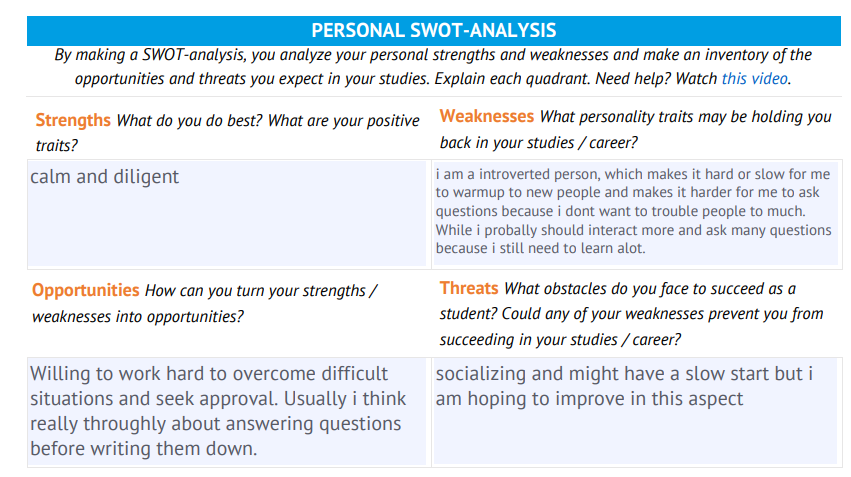 PERSONAL SWOT-ANALYSIS
By making a SWOT-analysis, you analyze your personal strengths and weaknesses and make an inventory of the
opportunities and threats you expect in your studies. Explain each quadrant. Need help? Watch this video.
Strengths What do you do best? What are your positive
traits?
calm and diligent
Weaknesses What personality traits may be holding you
back in your studies / career?
i am a introverted person, which makes it hard or slow for me
to warmup to new people and makes it harder for me to ask
questions because i dont want to trouble people to much.
While i probally should interact more and ask many questions
because i still need to learn alot.
Opportunities How can you turn your strengths /
weaknesses into opportunities?
Willing to work hard to overcome difficult
situations and seek approval. Usually i think
really throughly about answering questions
before writing them down.
Threats What obstacles do you face to succeed as a
student? Could any of your weaknesses prevent you from
succeeding in your studies / career?
socializing and might have a slow start but i
am hoping to improve in this aspect